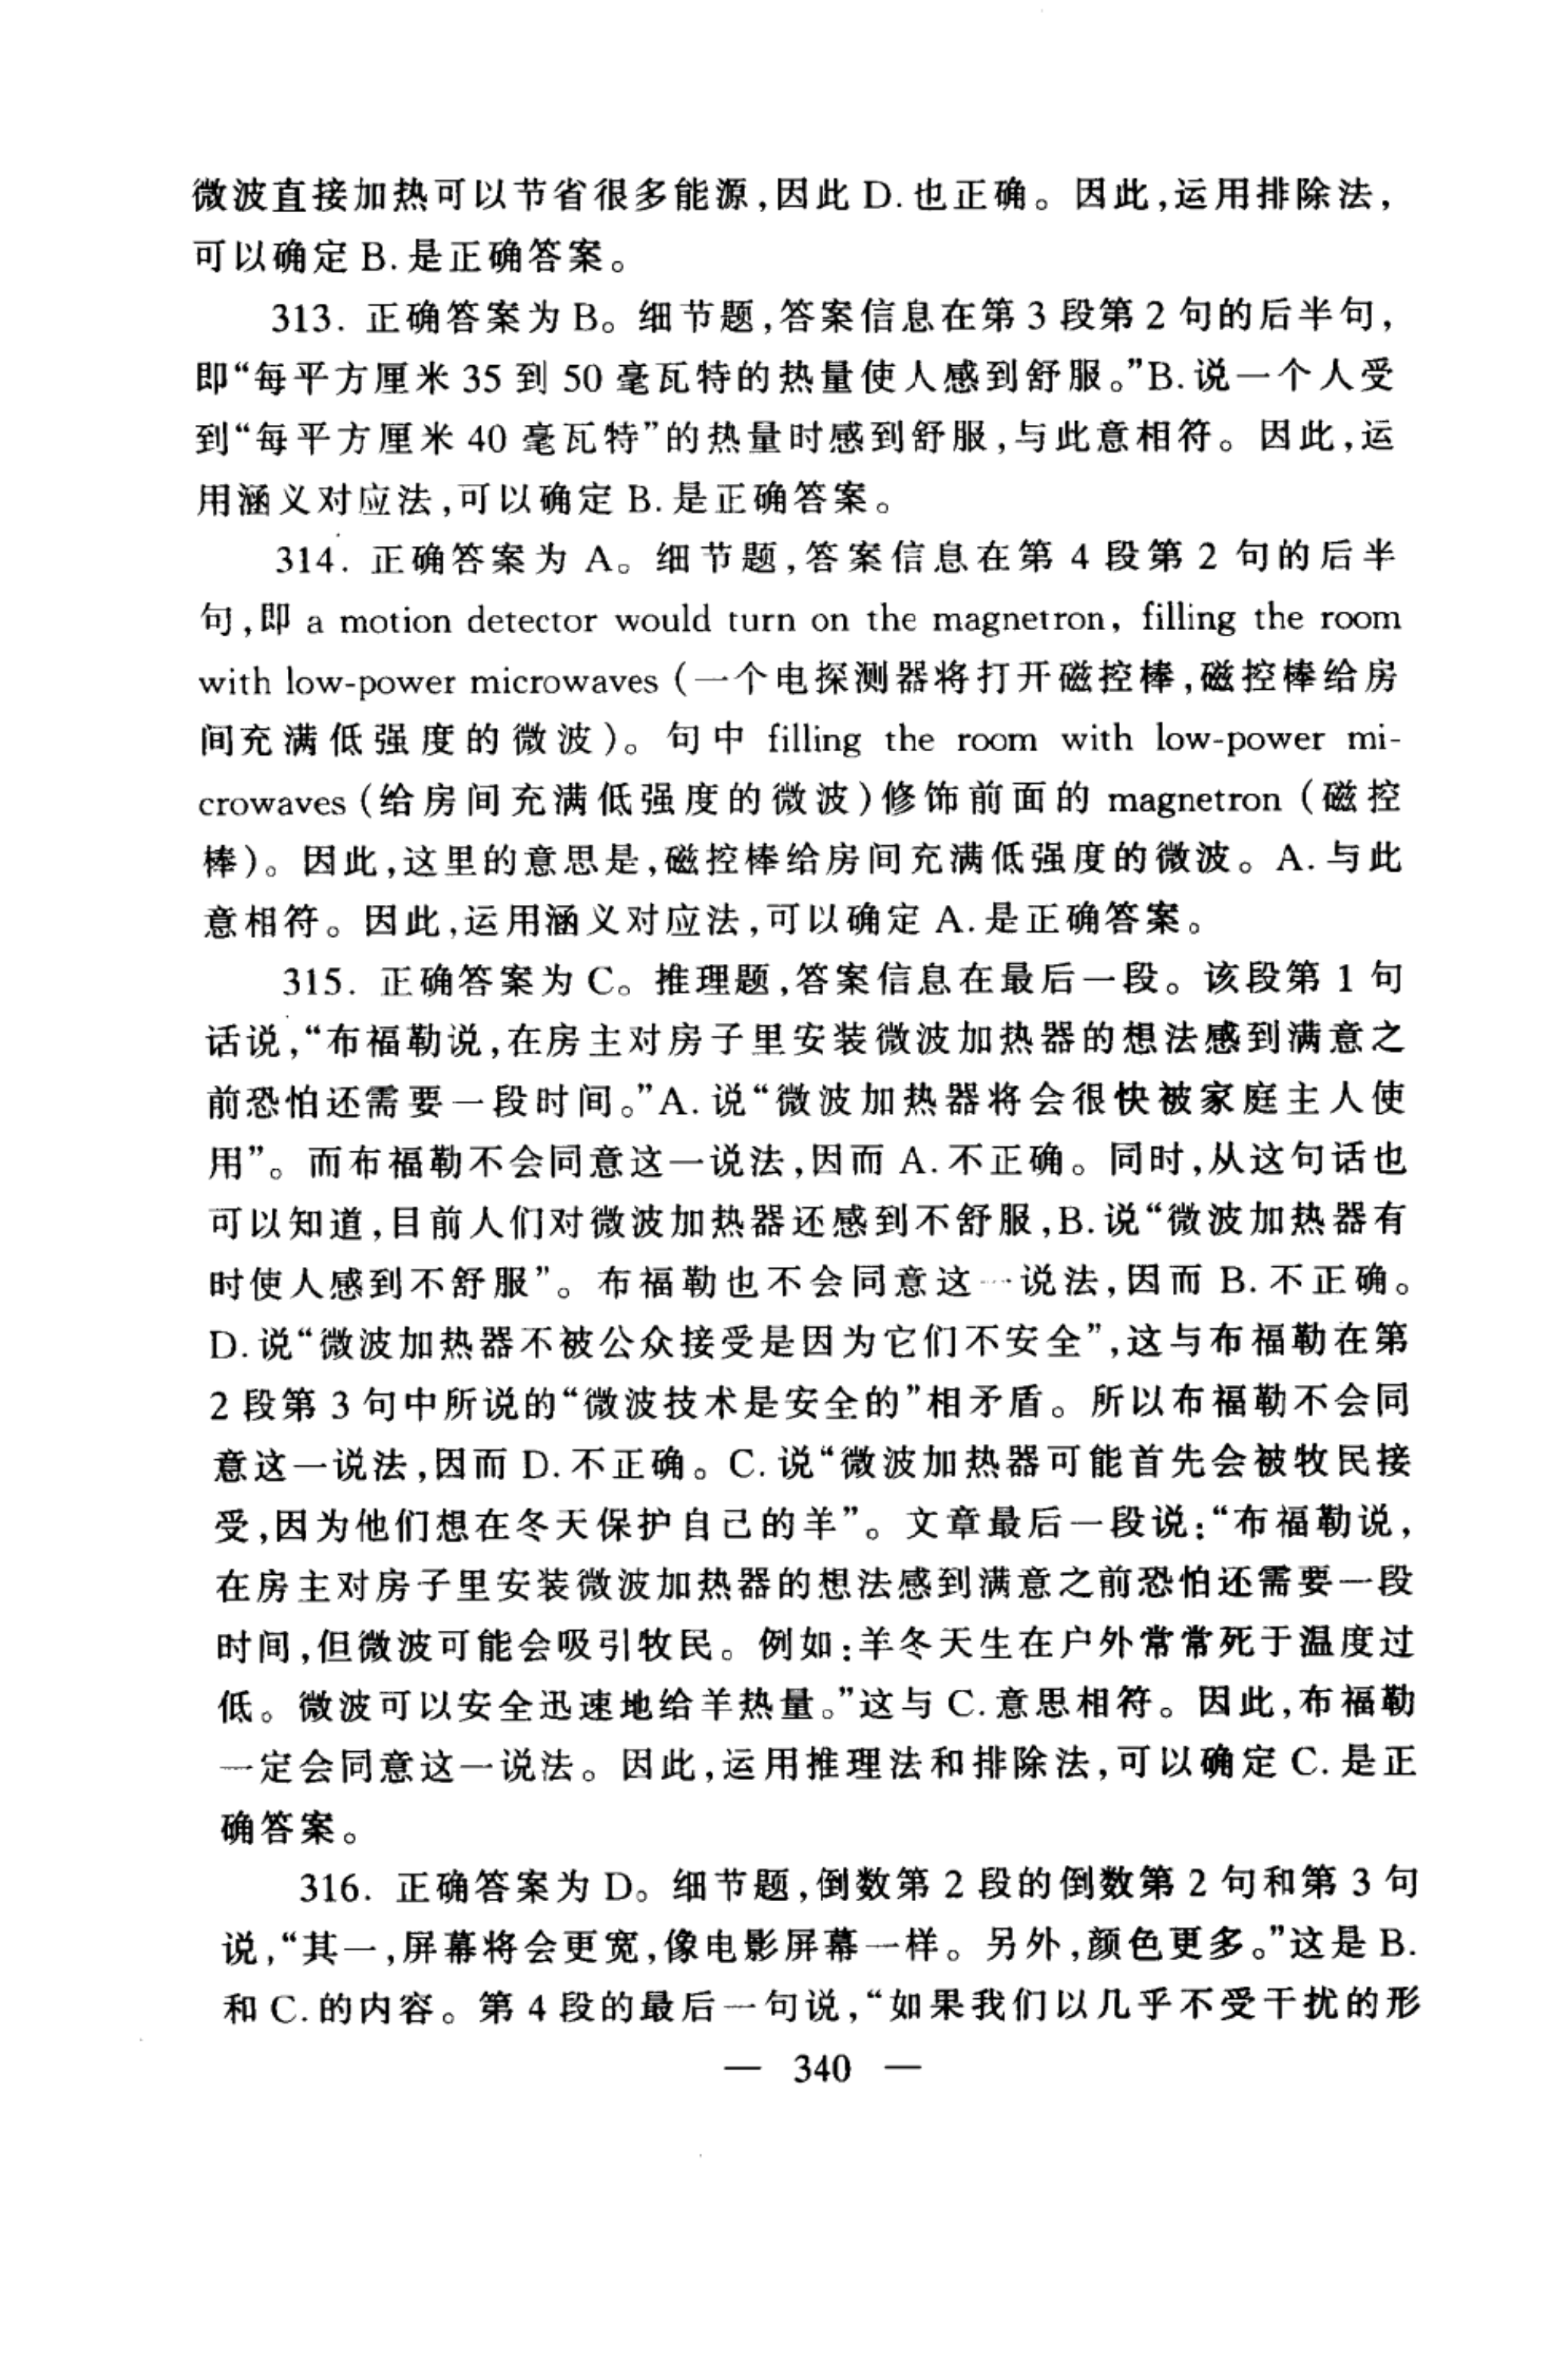 微波直接加热可以节省很多能源,因此 D. 也正确。因此,运用排除法,
可以确定 B. 是正确答案。
313. 正确答案为 B。细节题,答案信息在第 3 段第 2 句的后半句,
即“每平方厘米 35 到 50 毫瓦特的热量使人感到舒服。”B. 说一个人受
到“每平方厘米 40 毫瓦特”的热量时感到舒服,与此意相符。因此,运
用涵义对应法,可以确定 B. 是正确答案。
314. 正确答案为 A。细节题,答案信息在第 4 段第 2 句的后半
句,即 a motion detector would turn on the magnetron, filling the room
with low-power microwaves (一个电探测器将打开磁控棒,磁控棒给房
间充满低强度的微波)。句中 filling the room with low-power mi-
crowaves (给房间充满低强度的微波)修饰前面的 magnetron (磁控
棒)。因此,这里的意思是,磁控棒给房间充满低强度的微波。A. 与此
意相符。因此,运用涵义对应法,可以确定 A. 是正确答案。
315. 正确答案为 C。推理题,答案信息在最后一段。该段第 1 句
话说,“布福勒说,在房主对房子里安装微波加热器的想法感到满意之
前恐怕还需要一段时间。”A. 说“微波加热器将会很快被家庭主人使
用”。而布福勒不会同意这一说法,因而 A. 不正确。同时,从这句话也
可以知道,目前人们对微波加热器还感到不舒服,B. 说“微波加热器有
时使人感到不舒服”。布福勒也不会同意这一说法,因而 B. 不正确。
D. 说“微波加热器不被公众接受是因为它们不安全”,这与布福勒在第
2 段第 3 句中所说的“微波技术是安全的”相矛盾。所以布福勒不会同
意这一说法,因而 D. 不正确。C. 说“微波加热器可能首先会被牧民接
受,因为他们想在冬天保护自己的羊”。文章最后一段说:“布福勒说,
在房主对房子里安装微波加热器的想法感到满意之前恐怕还需要一段
时间,但微波可能会吸引牧民。例如:羊冬天生在户外常常死于温度过
低。微波可以安全迅速地给羊热量。”这与 C. 意思相符。因此,布福勒
一定会同意这一说法。因此,运用推理法和排除法,可以确定 C. 是正
确答案。
316. 正确答案为 D。细节题,倒数第 2 段的倒数第 2 句和第 3 句
说,“其一,屏幕将会更宽,像电影屏幕一样。另外,颜色更多。”这是 B.
和 C. 的内容。第 4 段的最后一句说,“如果我们以几乎不受干扰的形
— 340 —